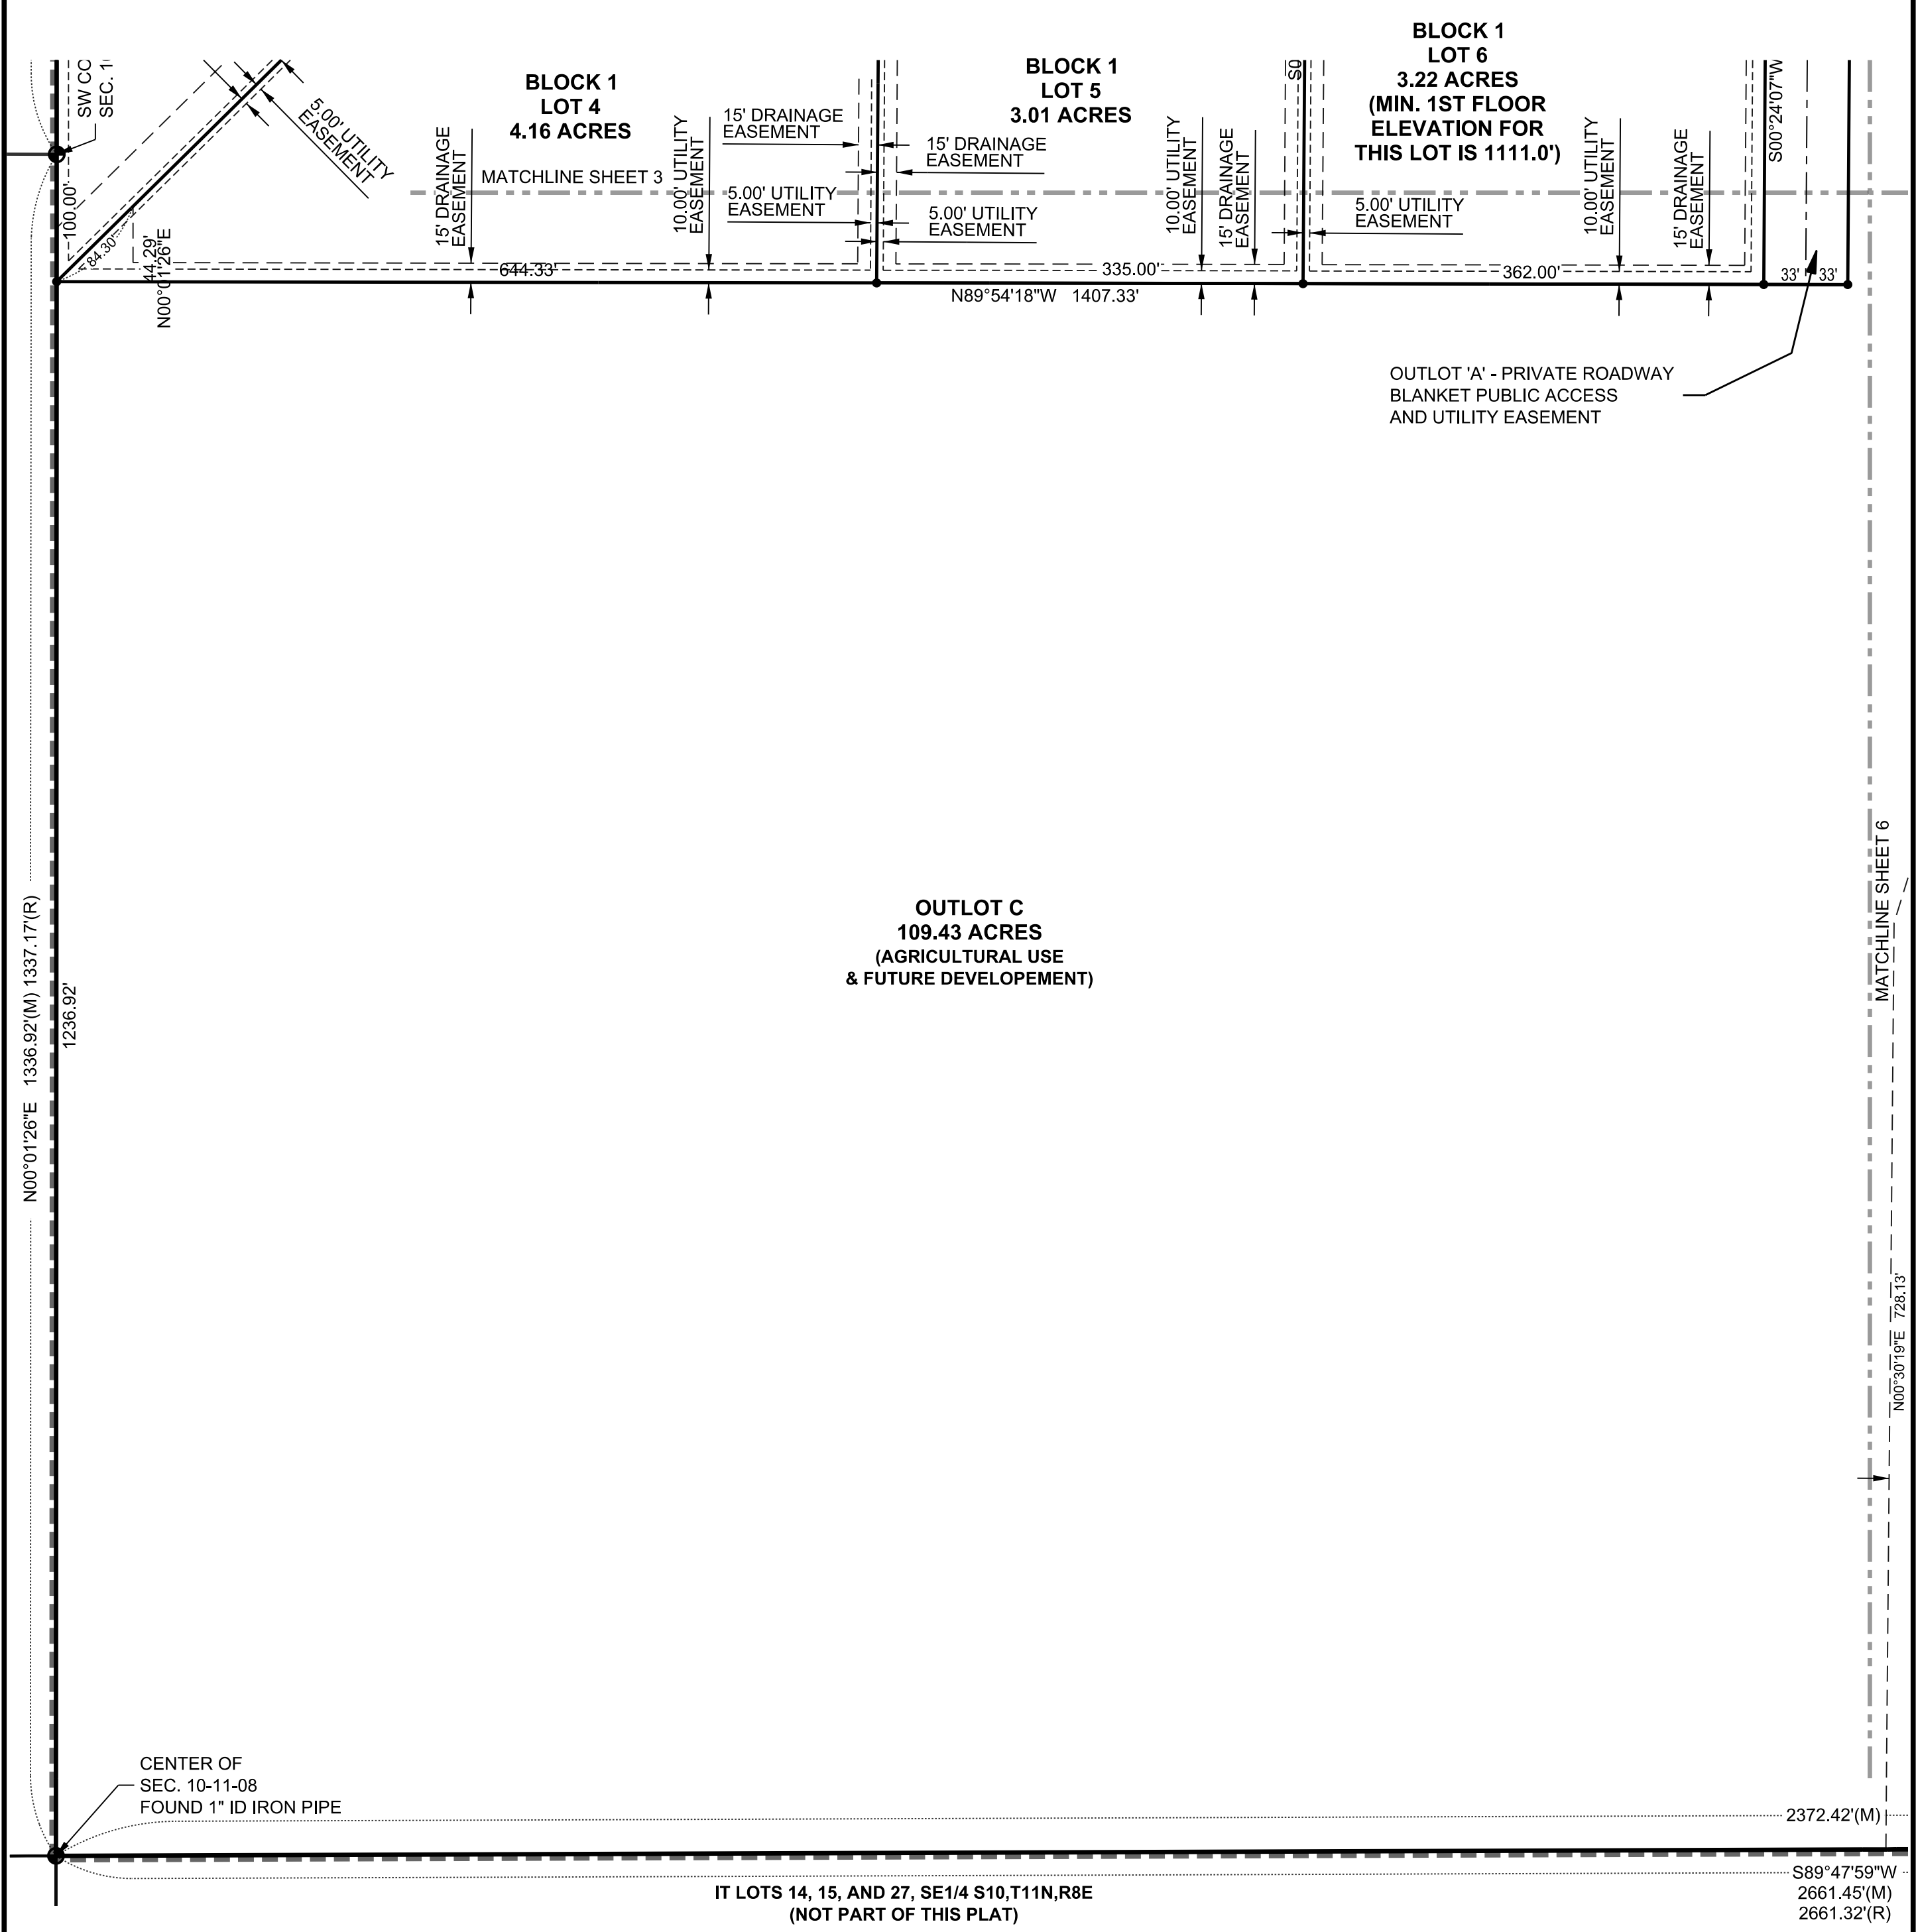 BLOCK 1
LOT 4
4.16 ACRES
BLOCK 1
LOT 5
3.01 ACRES
BLOCK 1
LOT 6
3.22 ACRES
(MIN. 1ST FLOOR
ELEVATION FOR
THIS LOT IS 1111.0')
SW CO
SEC. 1
5.00' UTILITY
EASEMENT
100.00'
84.30'
44.29'
N00°01'26"E
15' DRAINAGE
EASEMENT
MATCHLINE SHEET 3
10.00' UTILITY
EASEMENT
15' DRAINAGE
EASEMENT
5.00' UTILITY
EASEMENT
15' DRAINAGE
EASEMENT
5.00' UTILITY
EASEMENT
10.00' UTILITY
EASEMENT
15' DRAINAGE
EASEMENT
S0
5.00' UTILITY
EASEMENT
10.00' UTILITY
EASEMENT
15' DRAINAGE
EASEMENT
S00°24'07"W
644.33'
335.00'
362.00'
33' 33'
N89°54'18"W 1407.33'
OUTLOT 'A' - PRIVATE ROADWAY
BLANKET PUBLIC ACCESS
AND UTILITY EASEMENT
OUTLOT C
109.43 ACRES
(AGRICULTURAL USE
& FUTURE DEVELOPEMENT)
N00°01'26"E 1336.92'(M) 1337.17'(R)
1236.92'
MATCHLINE SHEET 6
N00°30'19"E 728.13'
CENTER OF
SEC. 10-11-08
FOUND 1" ID IRON PIPE
2372.42'(M)
S89°47'59"W
2661.45'(M)
2661.32'(R)
IT LOTS 14, 15, AND 27, SE1/4 S10,T11N,R8E
(NOT PART OF THIS PLAT)